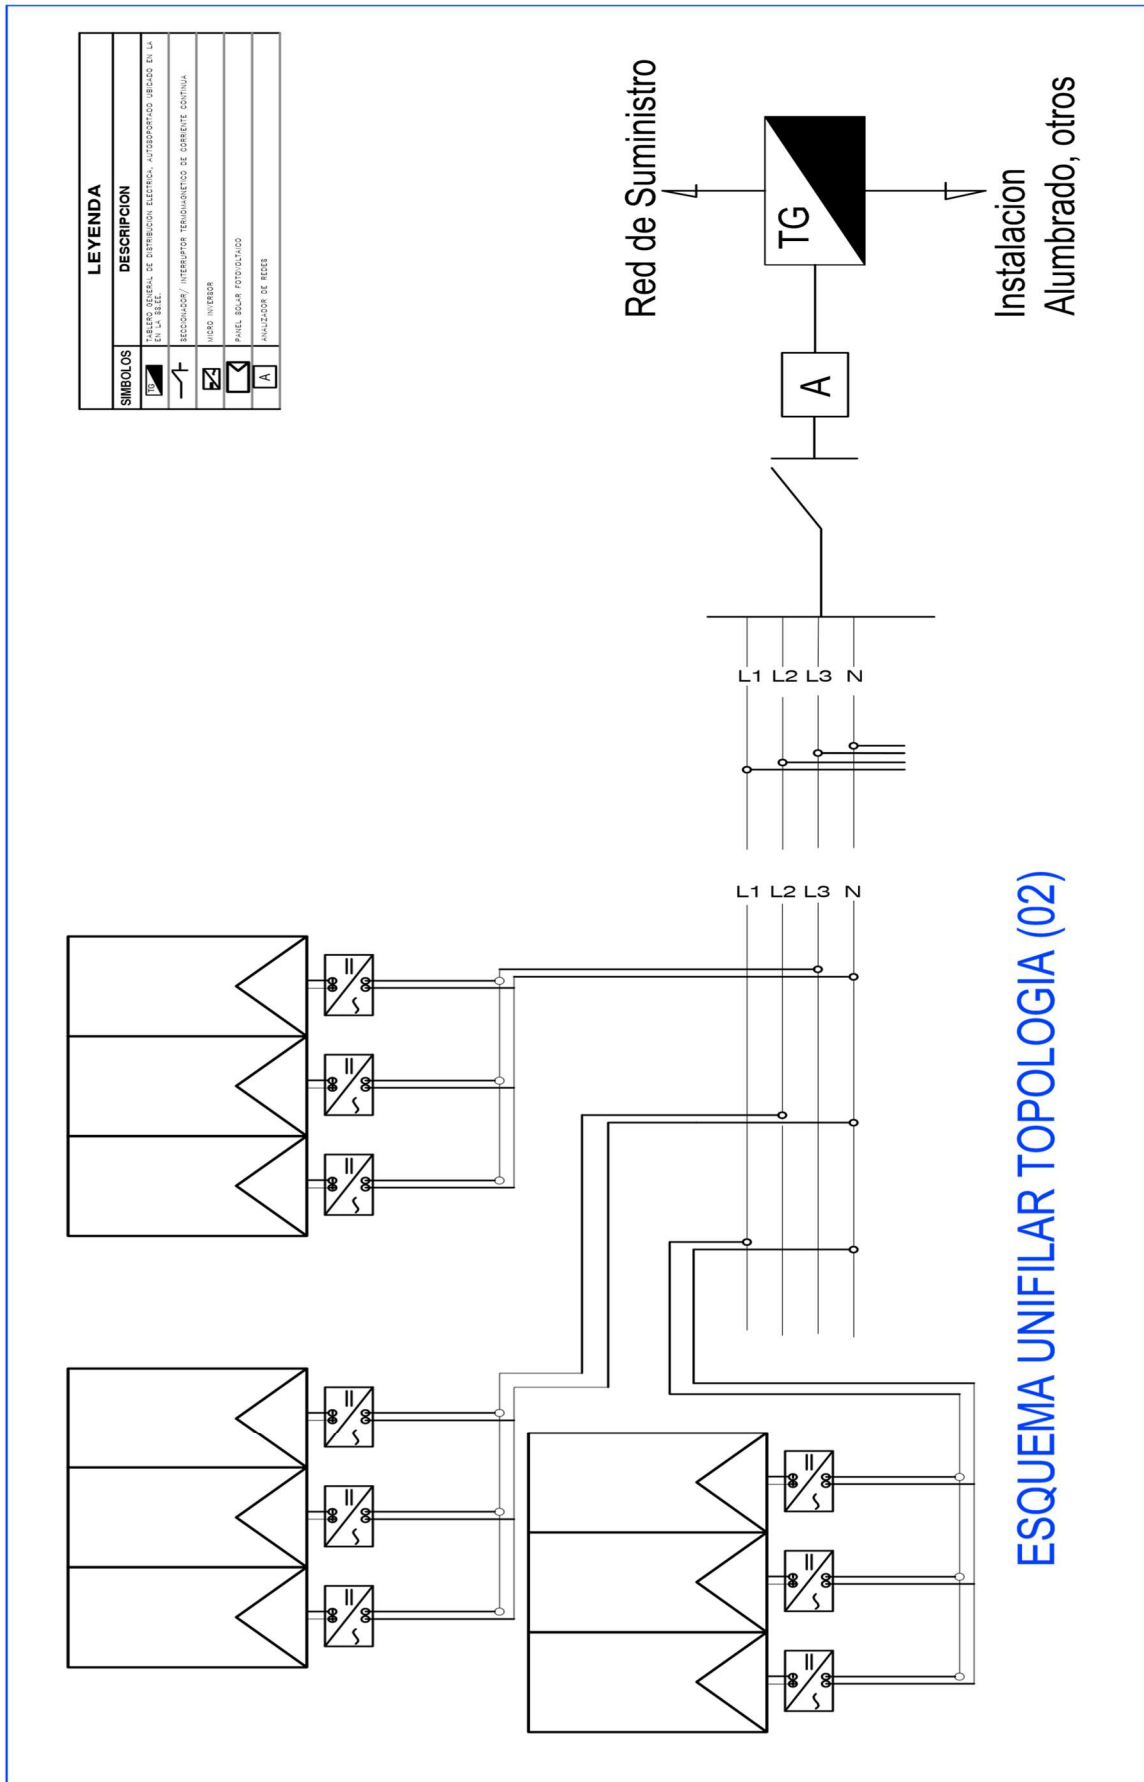 LEYENDA
SIMBOLOS DESCRIPCION
TG TABLERO GENERAL DE DISTRIBUCION ELECTRICA, AUTOSOPORTADO UBICADO EN LA
EN LA SS.EE.
SECCIONADOR/ INTERRUPTOR TERMOMAGNETICO DE CORRIENTE CONTINUA
MICRO INVERSOR
PANEL SOLAR FOTOVOLTAICO
A ANALIZADOR DE REDES
Red de Suministro
TG
A
Instalacion
Alumbrado, otros
L1 L2 L3 N
L1 L2 L3 N
ESQUEMA UNIFILAR TOPOLOGIA (02)